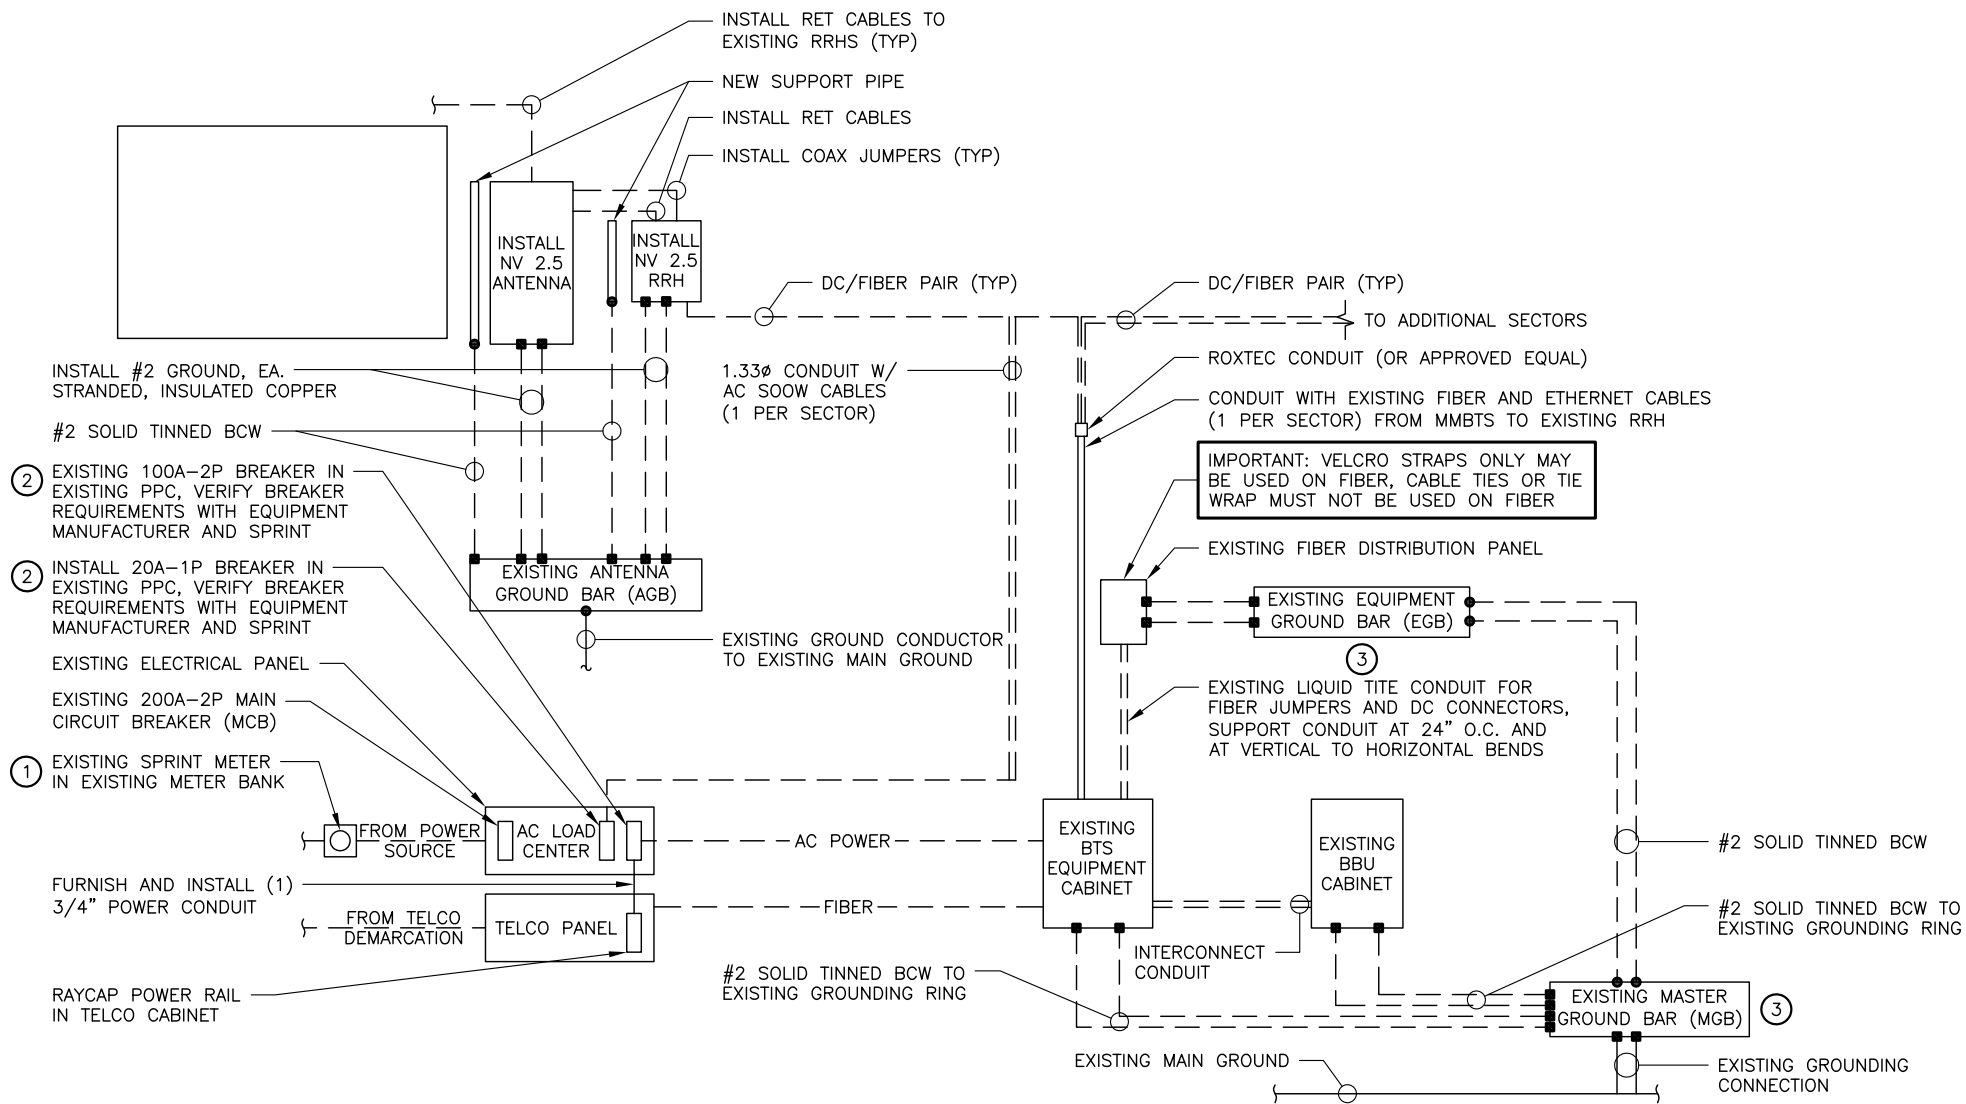 INSTALL RET CABLES TO
EXISTING RRHS (TYP)
NEW SUPPORT PIPE
INSTALL RET CABLES
INSTALL COAX JUMPERS (TYP)
INSTALL
NV 2.5
ANTENNA
INSTALL
NV 2.5
RRH
DC/FIBER PAIR (TYP)
DC/FIBER PAIR (TYP)
TO ADDITIONAL SECTORS
INSTALL #2 GROUND, EA.
STRANDED, INSULATED COPPER
#2 SOLID TINNED BCW
1.33ø CONDUIT W/
AC SOOW CABLES
(1 PER SECTOR)
ROXTEC CONDUIT (OR APPROVED EQUAL)
CONDUIT WITH EXISTING FIBER AND ETHERNET CABLES
(1 PER SECTOR) FROM MMBTS TO EXISTING RRH
IMPORTANT: VELCRO STRAPS ONLY MAY
BE USED ON FIBER, CABLE TIES OR TIE
WRAP MUST NOT BE USED ON FIBER
2
EXISTING 100A-2P BREAKER IN
EXISTING PPC, VERIFY BREAKER
REQUIREMENTS WITH EQUIPMENT
MANUFACTURER AND SPRINT
2
INSTALL 20A-1P BREAKER IN
EXISTING PPC, VERIFY BREAKER
REQUIREMENTS WITH EQUIPMENT
MANUFACTURER AND SPRINT
EXISTING ANTENNA
GROUND BAR (AGB)
EXISTING GROUND CONDUCTOR
TO EXISTING MAIN GROUND
EXISTING FIBER DISTRIBUTION PANEL
EXISTING EQUIPMENT
GROUND BAR (EGB)
3
EXISTING LIQUID TITE CONDUIT FOR
FIBER JUMPERS AND DC CONNECTORS,
SUPPORT CONDUIT AT 24" O.C. AND
AT VERTICAL TO HORIZONTAL BENDS
EXISTING ELECTRICAL PANEL
EXISTING 200A-2P MAIN
CIRCUIT BREAKER (MCB)
1
EXISTING SPRINT METER
IN EXISTING METER BANK
FROM POWER
SOURCE
AC LOAD
CENTER
AC POWER
EXISTING
BTS
EQUIPMENT
CABINET
EXISTING
BBU
CABINET
#2 SOLID TINNED BCW
FURNISH AND INSTALL (1)
3/4" POWER CONDUIT
FROM TELCO
DEMARCATION
TELCO PANEL
FIBER
INTERCONNECT
CONDUIT
#2 SOLID TINNED BCW TO
EXISTING GROUNDING RING
#2 SOLID TINNED BCW TO
EXISTING GROUNDING RING
RAYCAP POWER RAIL
IN TELCO CABINET
EXISTING MASTER
GROUND BAR (MGB)
3
EXISTING MAIN GROUND
EXISTING GROUNDING
CONNECTION